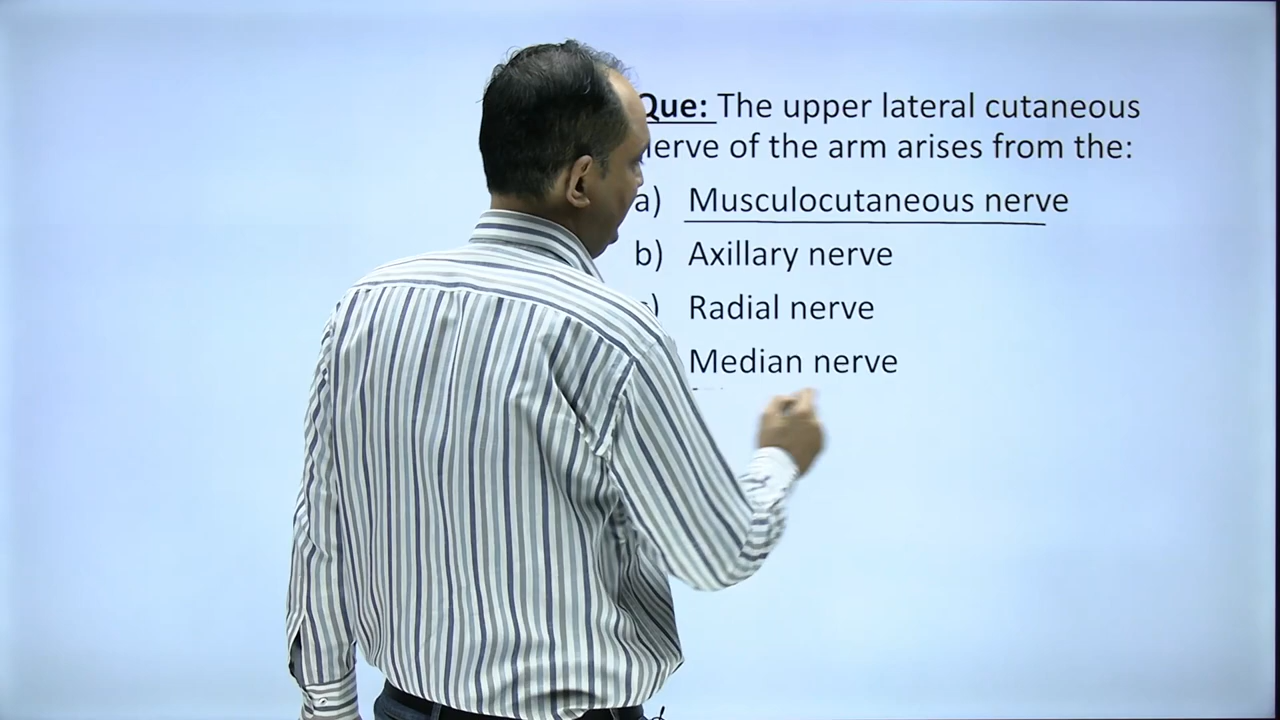 Que: The upper lateral cutaneous
nerve of the arm arises from the:
a) Musculocutaneous nerve
b) Axillary nerve
Radial nerve
Median nerve